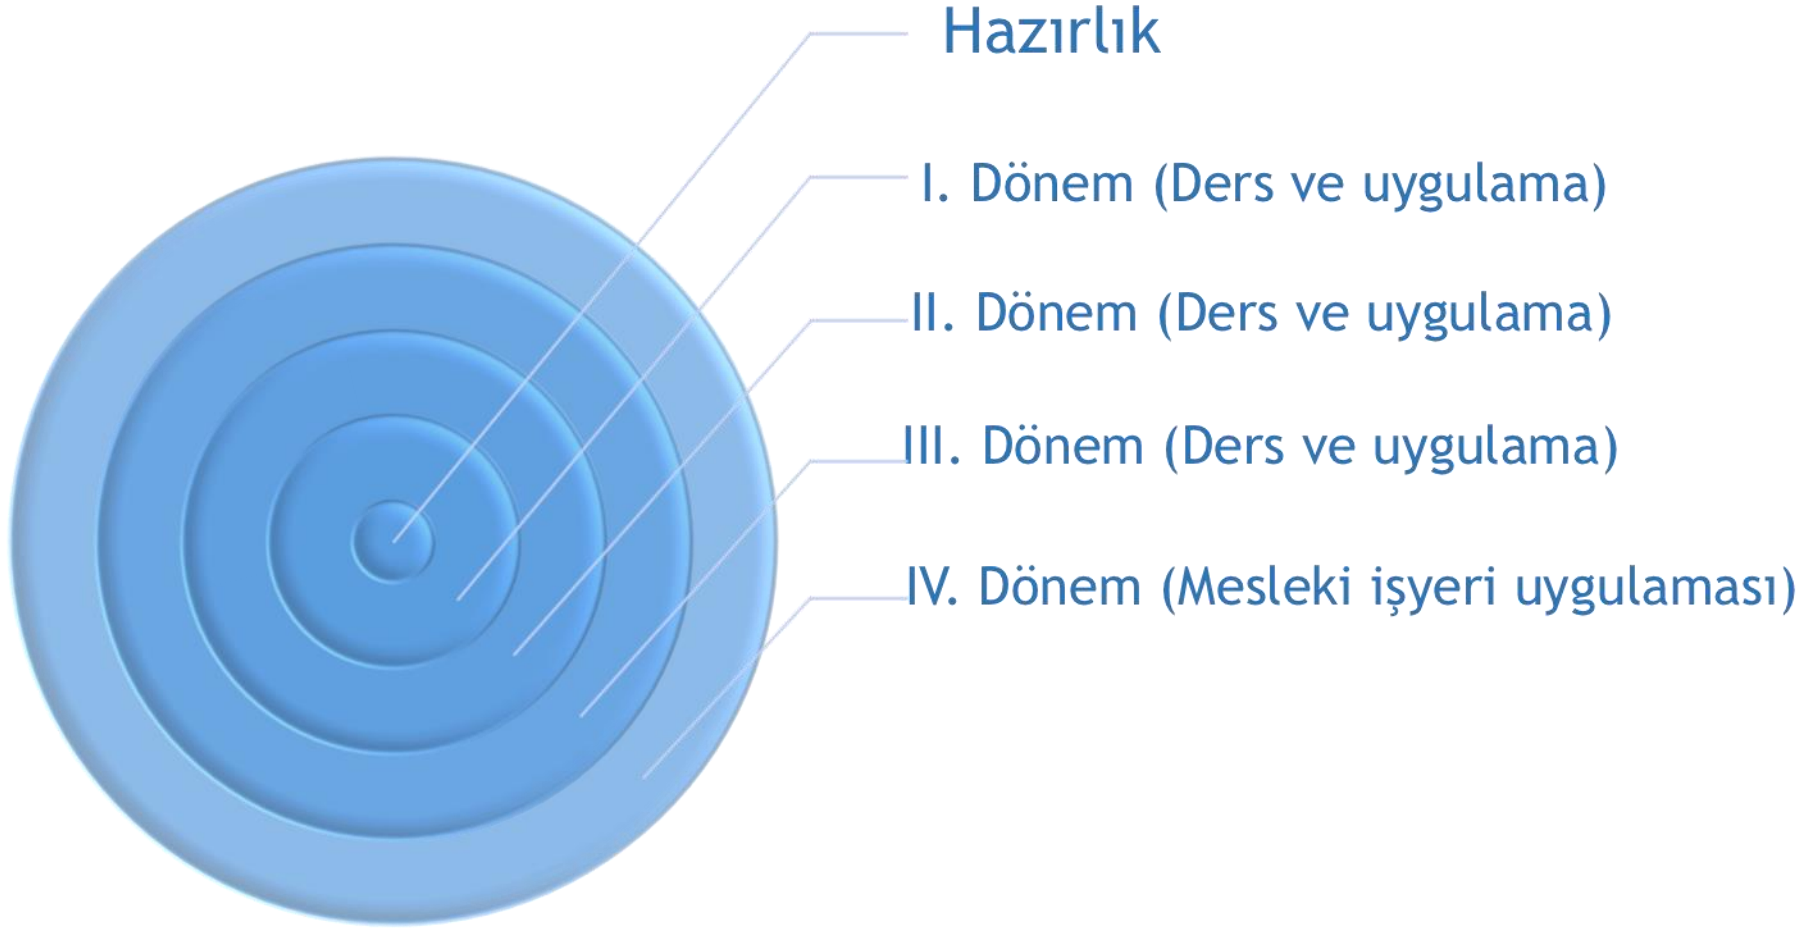 Hazırlık
I. Dönem (Ders ve uygulama)
II. Dönem (Ders ve uygulama)
III. Dönem (Ders ve uygulama)
IV. Dönem (Mesleki işyeri uygulaması)